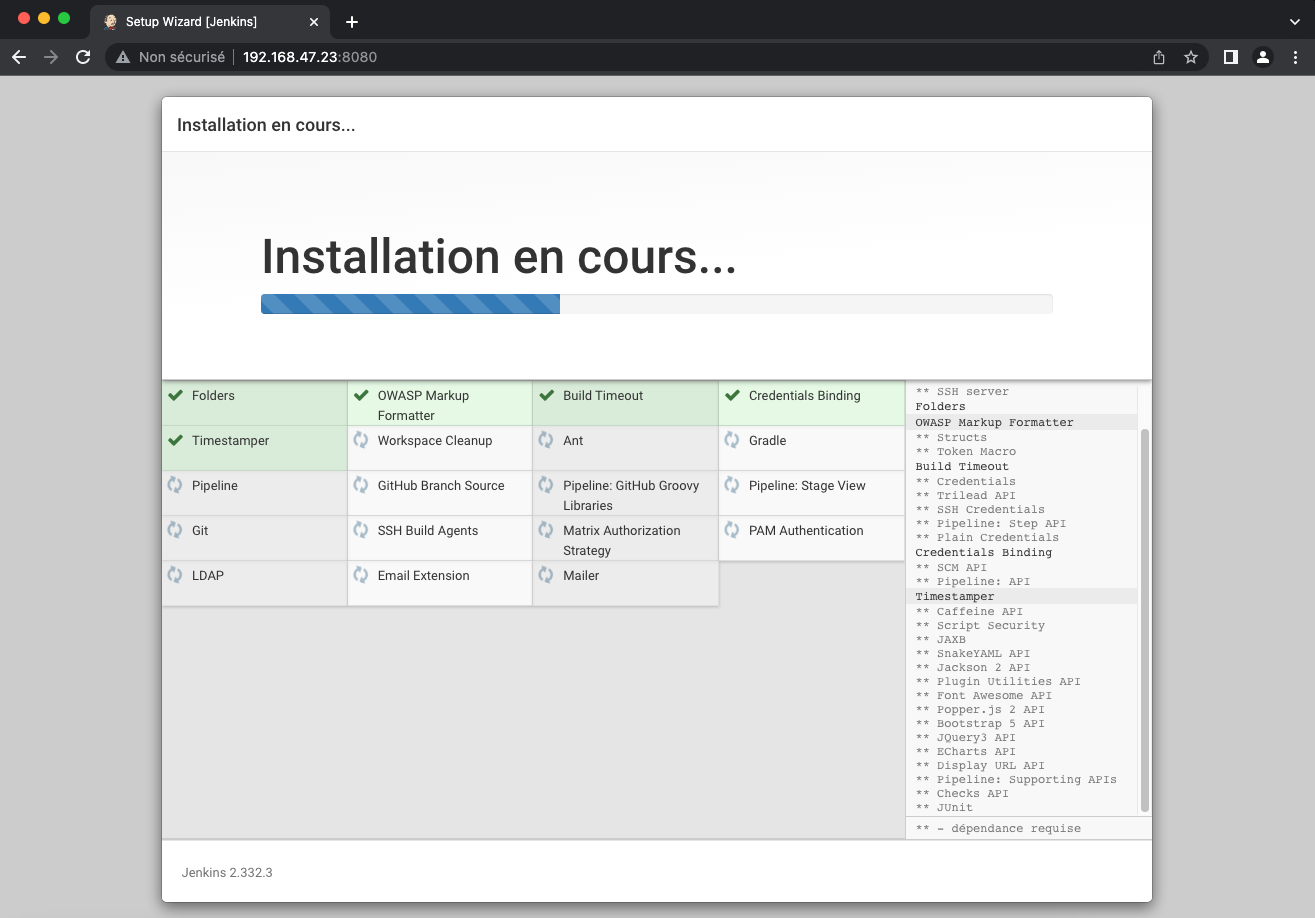 Setup Wizard [Jenkins]
Non sécurisé
192.168.47.23:8080
Installation en cours...
Installation en cours...
Folders
OWASP Markup
Formatter
Build Timeout
Credentials Binding
Timestamper
Workspace Cleanup
Ant
Gradle
Pipeline
GitHub Branch Source
Pipeline: GitHub Groovy
Libraries
Pipeline: Stage View
Git
SSH Build Agents
Matrix Authorization
Strategy
PAM Authentication
LDAP
Email Extension
Mailer
** SSH server
Folders
OWASP Markup Formatter
** Structs
** Token Macro
Build Timeout
** Credentials
** Trilead API
** SSH Credentials
** Pipeline: Step API
** Plain Credentials
Credentials Binding
** SCM API
** Pipeline: API
Timestamper
** Caffeine API
** Script Security
** JAXB
** SnakeYAML API
** Jackson 2 API
** Plugin Utilities API
** Font Awesome API
** Popper.js 2 API
** Bootstrap 5 API
** JQuery3 API
** ECharts API
** Display URL API
** Pipeline: Supporting APIs
** Checks API
** JUnit
** - dépendance requise
Jenkins 2.332.3